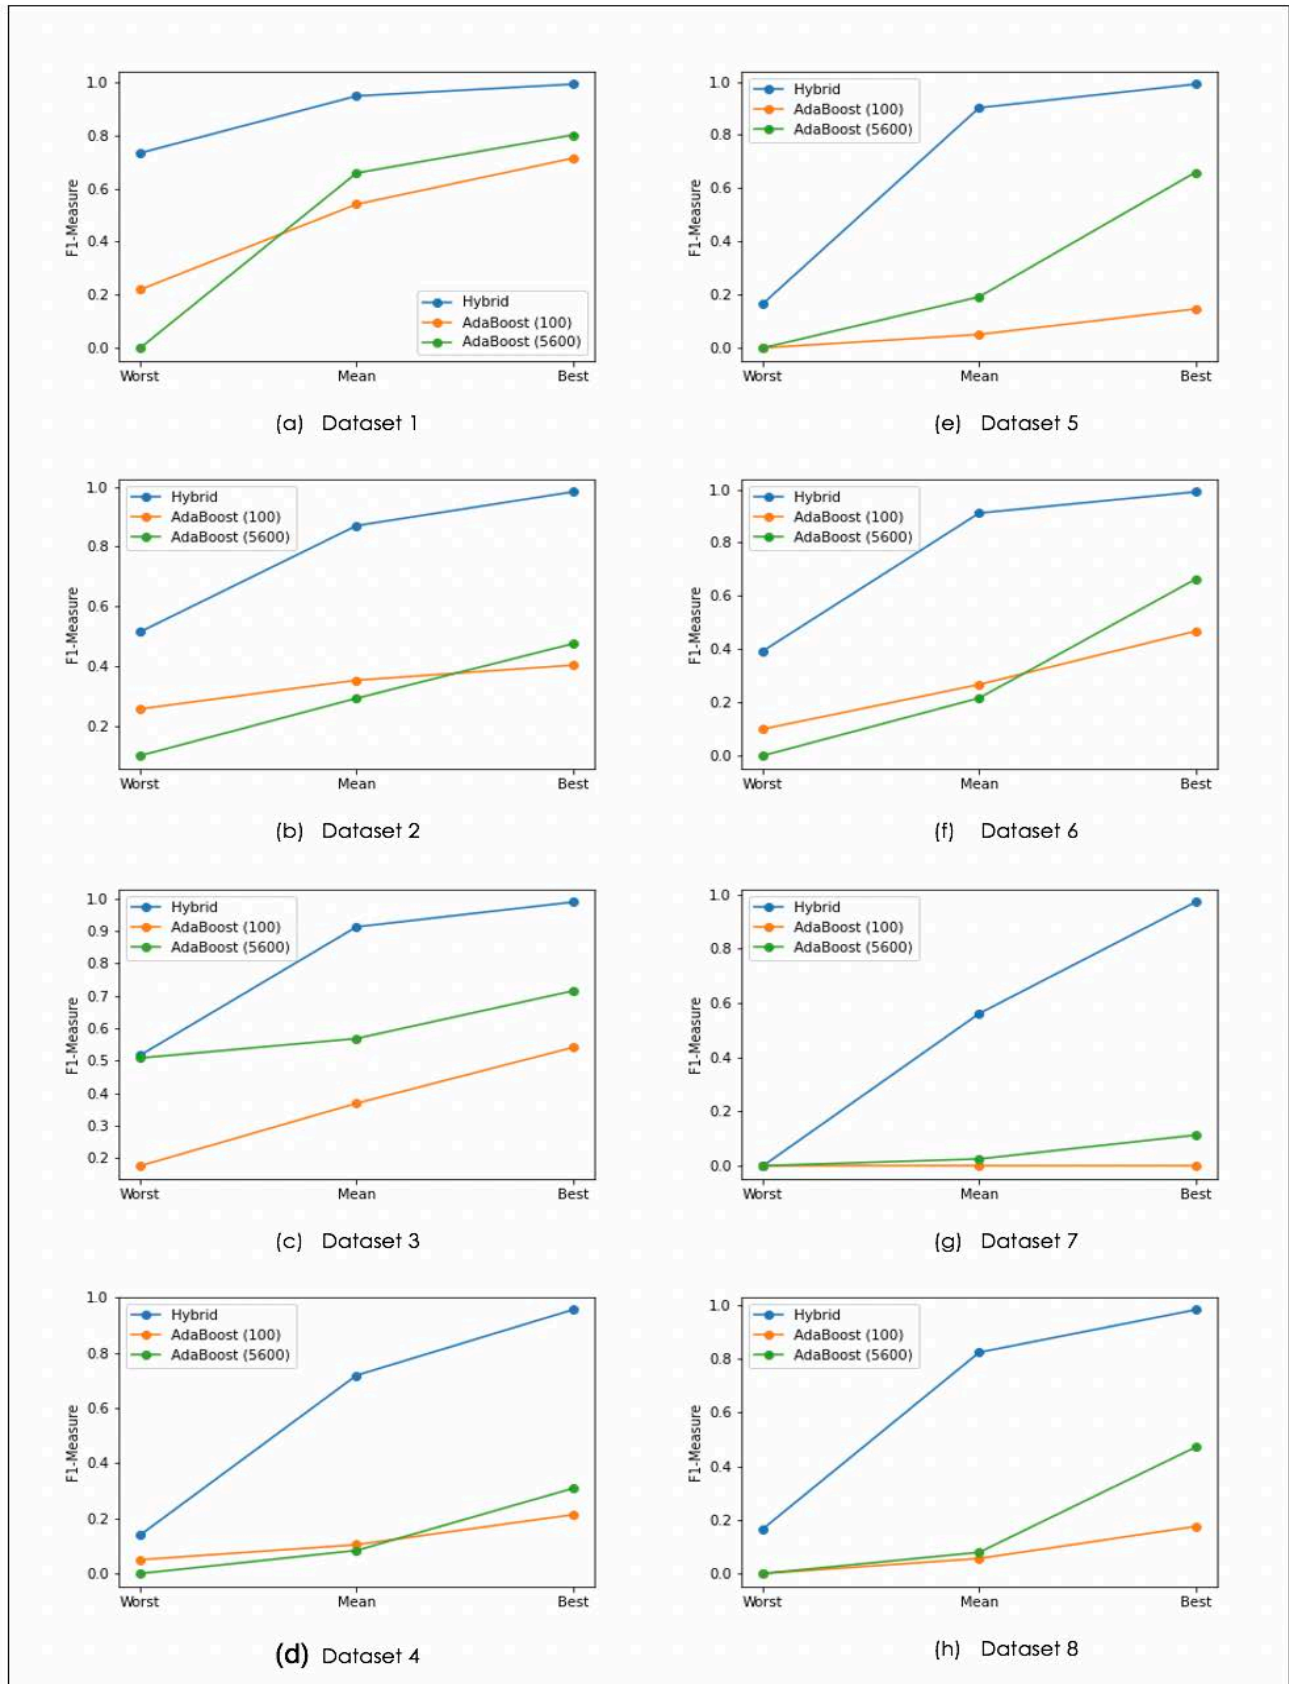 1.0
0.8
0.6
0.4
0.2
0.0
F1-Measure
Hybrid
AdaBoost (100)
AdaBoost (5600)
Worst Mean Best
(a) Dataset 1
1.0
0.8
0.6
0.4
0.2
0.0
F1-Measure
Hybrid
AdaBoost (100)
AdaBoost (5600)
Worst Mean Best
(e) Dataset 5
1.0
0.8
0.6
0.4
0.2
F1-Measure
Hybrid
AdaBoost (100)
AdaBoost (5600)
Worst Mean Best
(b) Dataset 2
1.0
0.8
0.6
0.4
0.2
0.0
F1-Measure
Hybrid
AdaBoost (100)
AdaBoost (5600)
Worst Mean Best
(f) Dataset 6
1.0
0.9
0.8
0.7
0.6
0.5
0.4
0.3
0.2
F1-Measure
Hybrid
AdaBoost (100)
AdaBoost (5600)
Worst Mean Best
(c) Dataset 3
1.0
0.8
0.6
0.4
0.2
0.0
F1-Measure
Hybrid
AdaBoost (100)
AdaBoost (5600)
Worst Mean Best
(g) Dataset 7
1.0
0.8
0.6
0.4
0.2
0.0
F1-Measure
Hybrid
AdaBoost (100)
AdaBoost (5600)
Worst Mean Best
(d) Dataset 4
1.0
0.8
0.6
0.4
0.2
0.0
F1-Measure
Hybrid
AdaBoost (100)
AdaBoost (5600)
Worst Mean Best
(h) Dataset 8